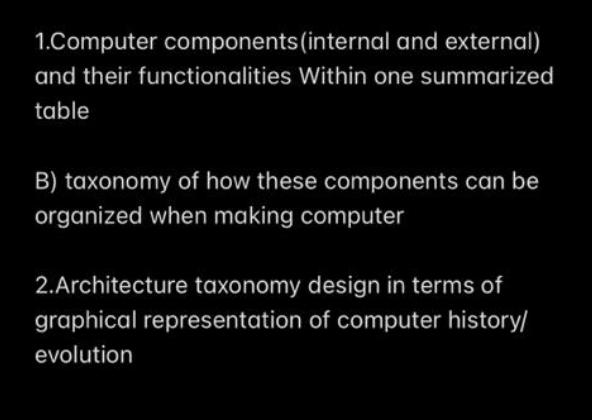 1.Computer components(internal and external)
and their functionalities Within one summarized
table
B) taxonomy of how these components can be
organized when making computer
2.Architecture taxonomy design in terms of
graphical representation of computer history/
evolution